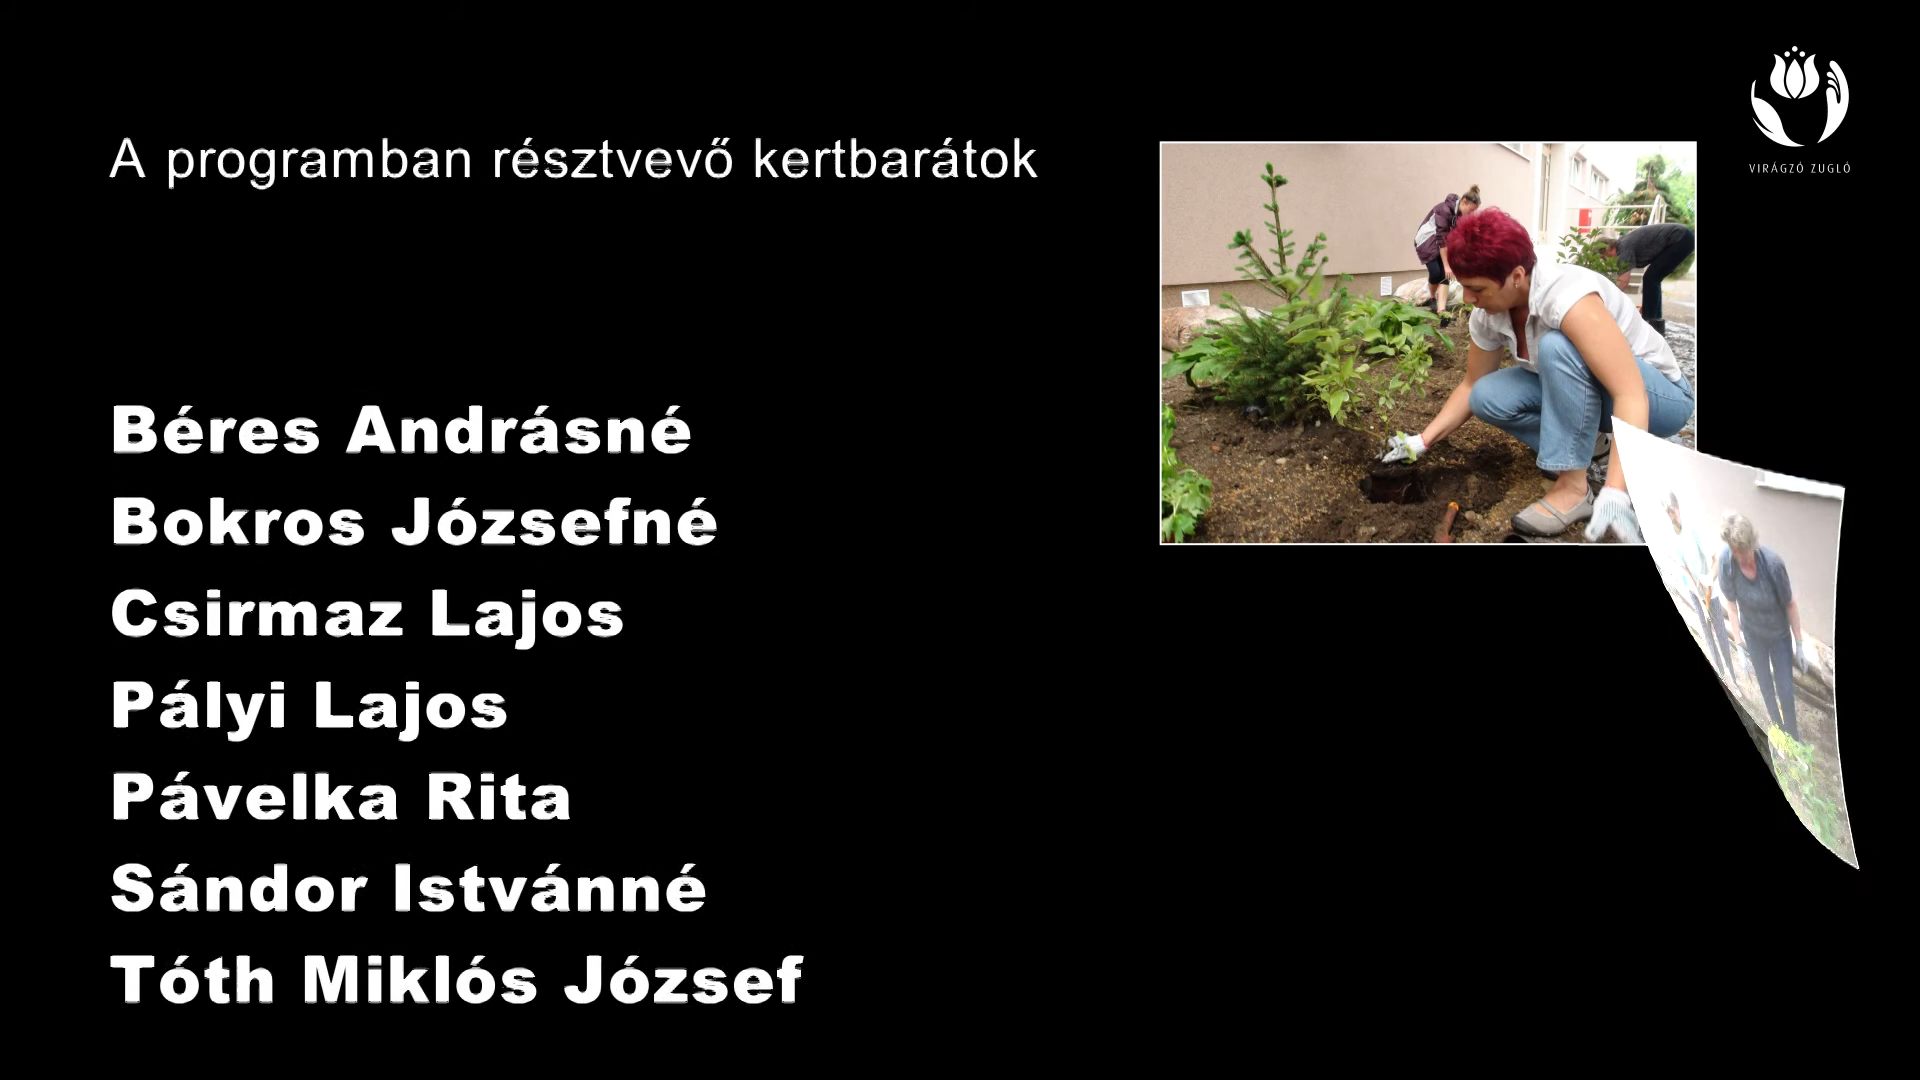 A programban résztvevő kertbarátok
Béres Andrásné
Bokros Józsefné
Csirmaz Lajos
Pályi Lajos
Pávelka Rita
Sándor Istvánné
Tóth Miklós József
VIRÁGZÓ ZUGLÓ